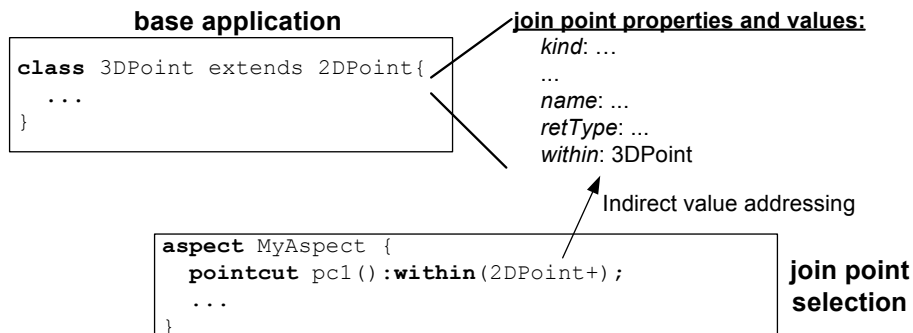 base application
class 3DPoint extends 2DPoint{
...
}
join point properties and values:
kind: ...
...
name: ...
retType: ...
within: 3DPoint
Indirect value addressing
aspect MyAspect {
pointcut pc1():within(2DPoint+);
...
}
join point
selection